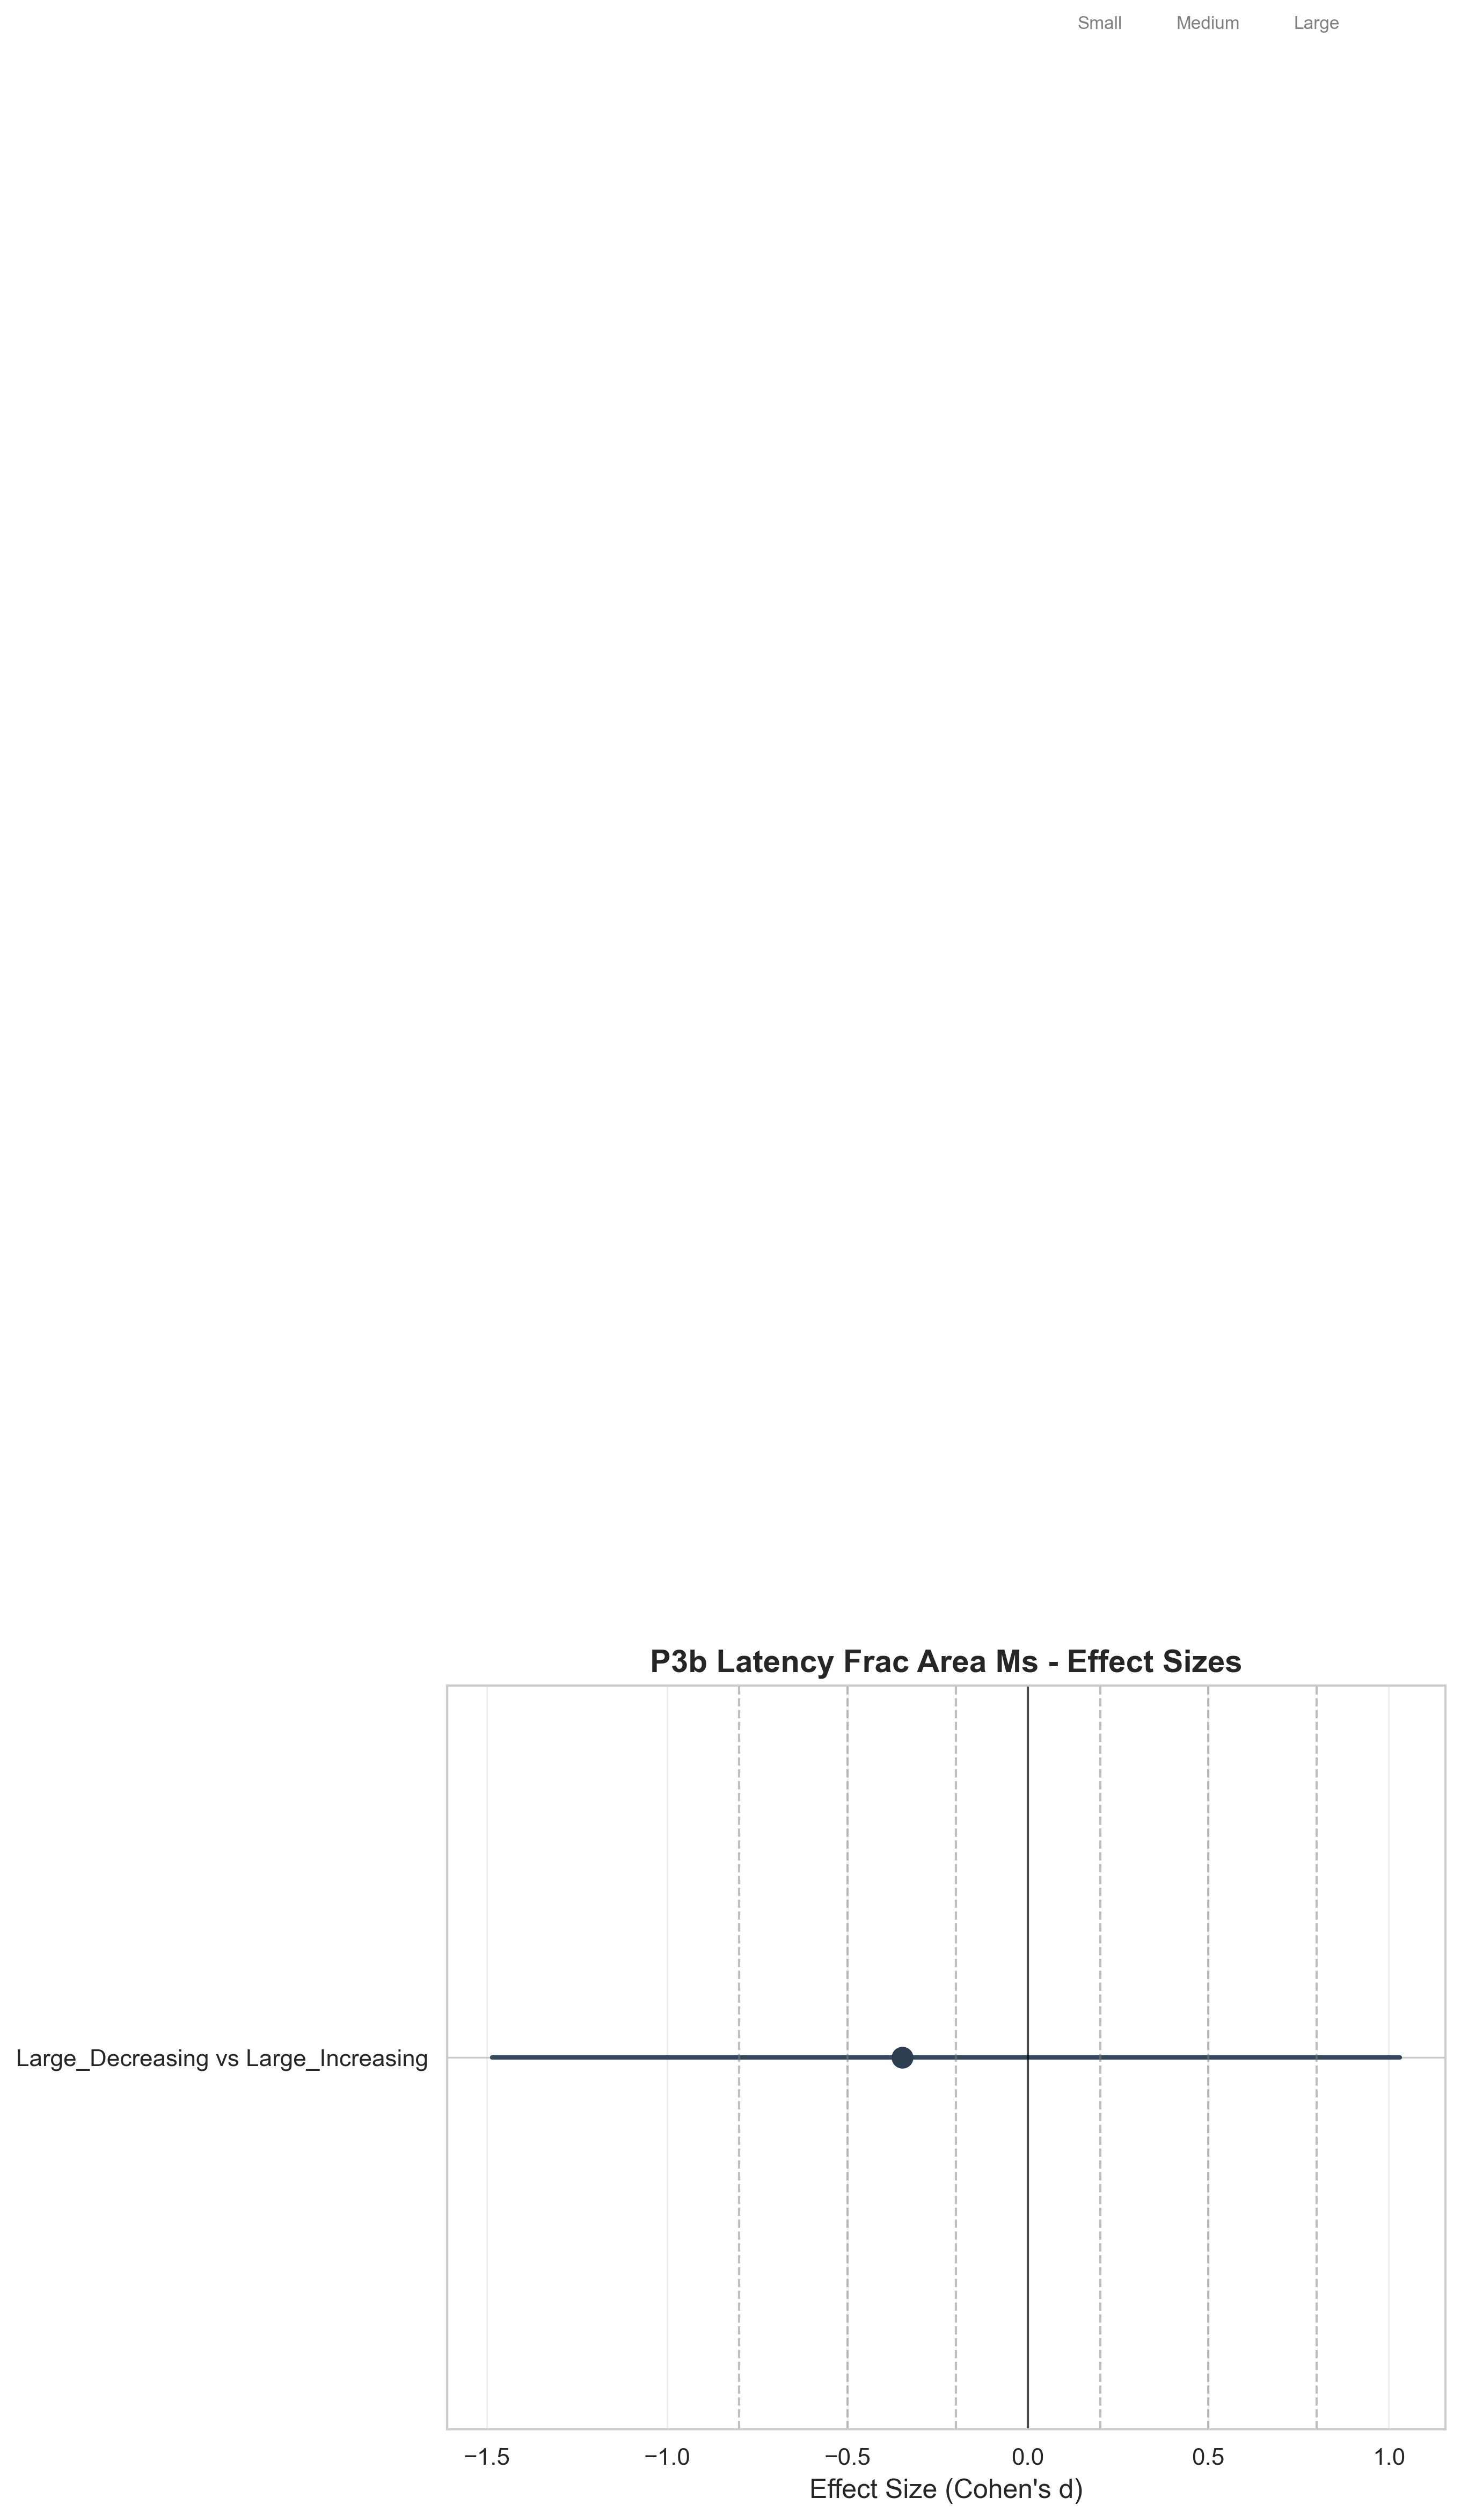 Small Medium Large
P3b Latency Frac Area Ms - Effect Sizes
Large_Decreasing vs Large_Increasing
−1.5 −1.0 −0.5 0.0 0.5 1.0
Effect Size (Cohen's d)